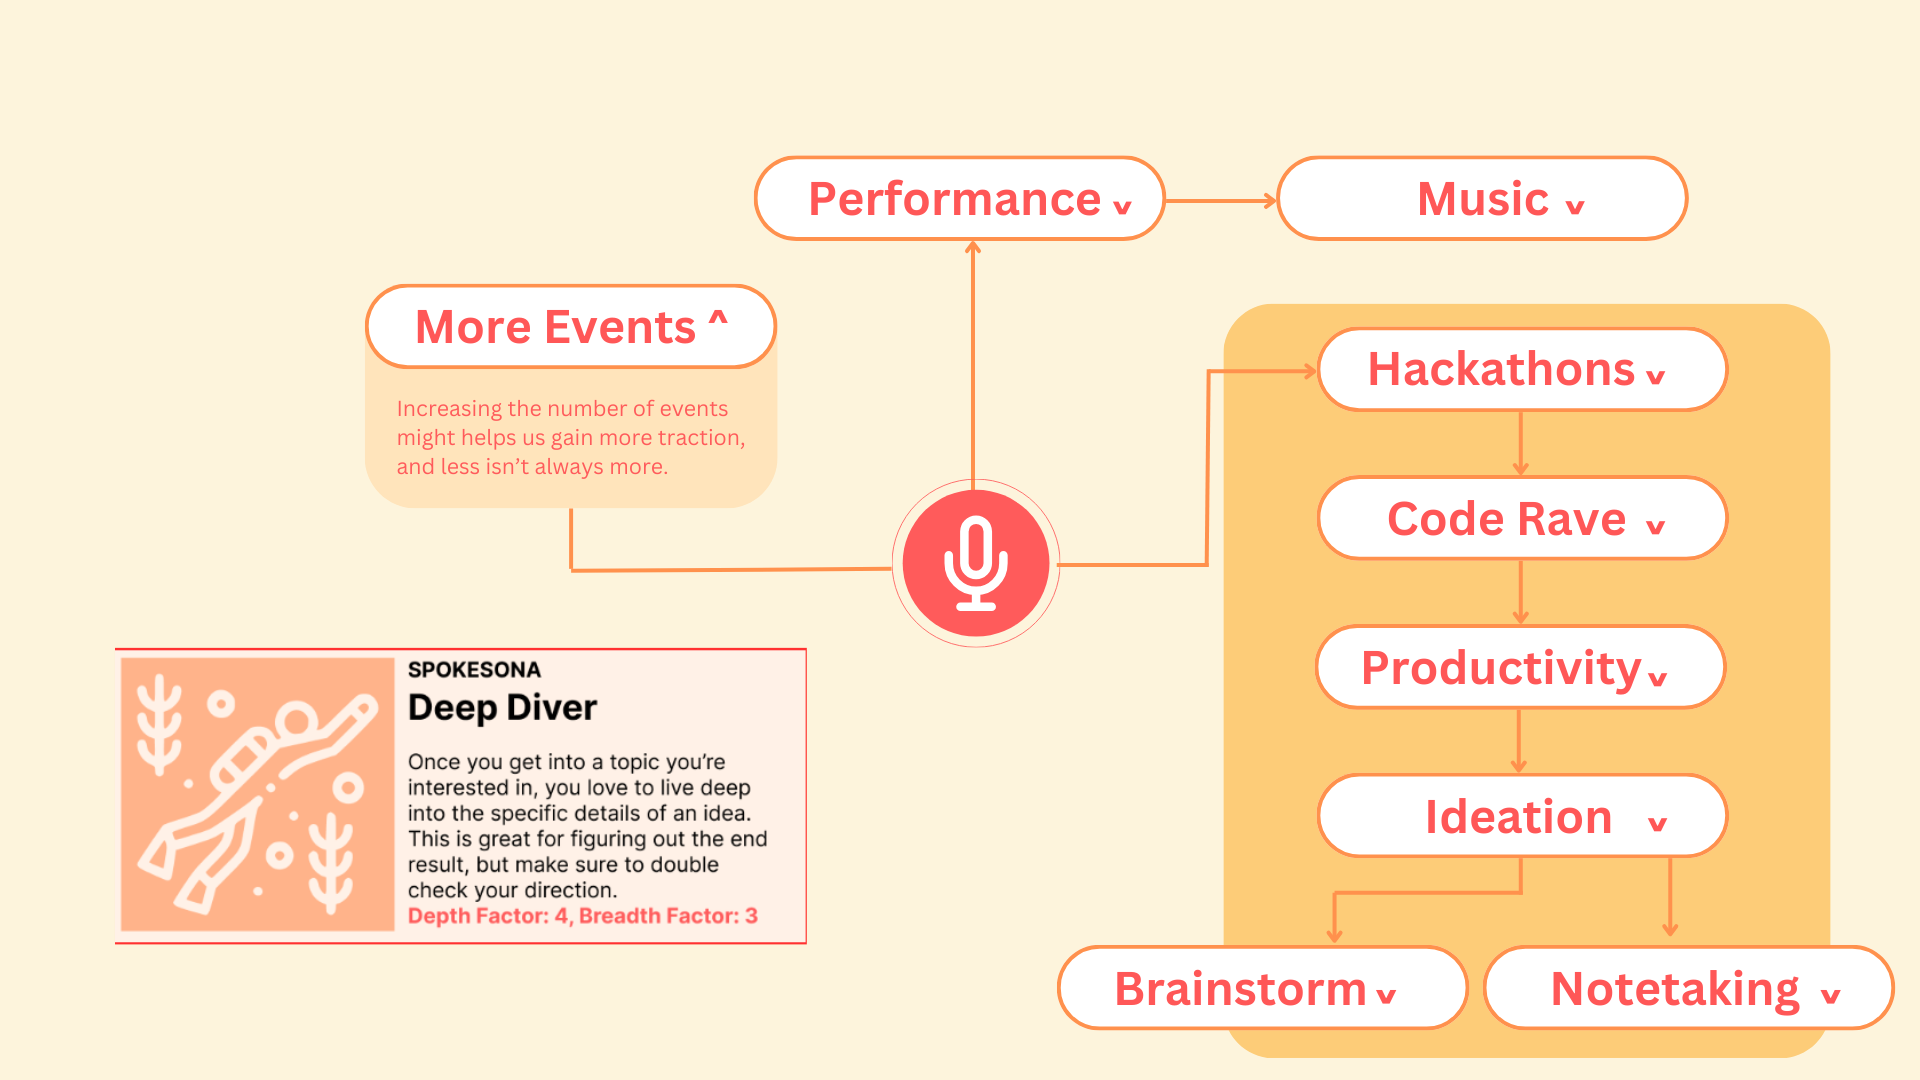 Performance v
Music v
More Events ^
Increasing the number of events
might helps us gain more traction,
and less isn’t always more.
Hackathons v
Code Rave v
Productivity v
Ideation v
Brainstorm v
Notetaking v
SPOKESONA
Deep Diver
Once you get into a topic you’re
interested in, you love to live deep
into the specific details of an idea.
This is great for figuring out the end
result, but make sure to double
check your direction.
Depth Factor: 4, Breadth Factor: 3